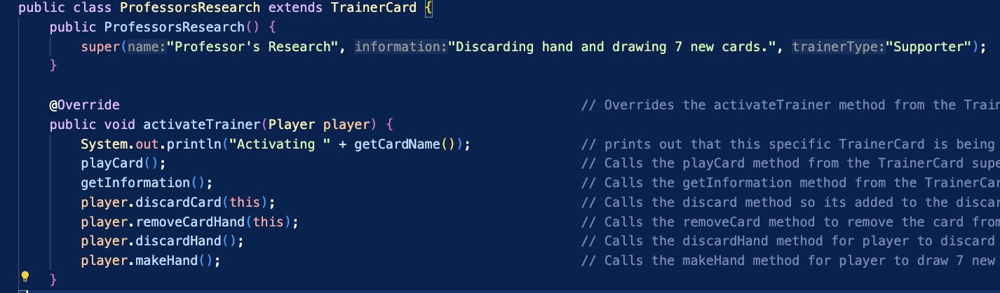 public class ProfessorsResearch extends TrainerCard {
public ProfessorsResearch() {
super(name:"Professor's Research", information:"Discarding hand and drawing 7 new cards.", trainerType:"Supporter");
}
@Override // Overrides the activateTrainer method from the Train
public void activateTrainer(Player player) {
System.out.println("Activating " + getCardName()); // prints out that this specific TrainerCard is being
playCard(); // Calls the playCard method from the TrainerCard supe
getInformation(); // Calls the getInformation method from the TrainerCar
player.discardCard(this); // Calls the discard method so its added to the discar
player.removeCardHand(this); // Calls the removeCard method to remove the card from
player.discardHand(); // Calls the discardHand method for player to discard
player.makeHand(); // Calls the makeHand method for player to draw 7 new
}